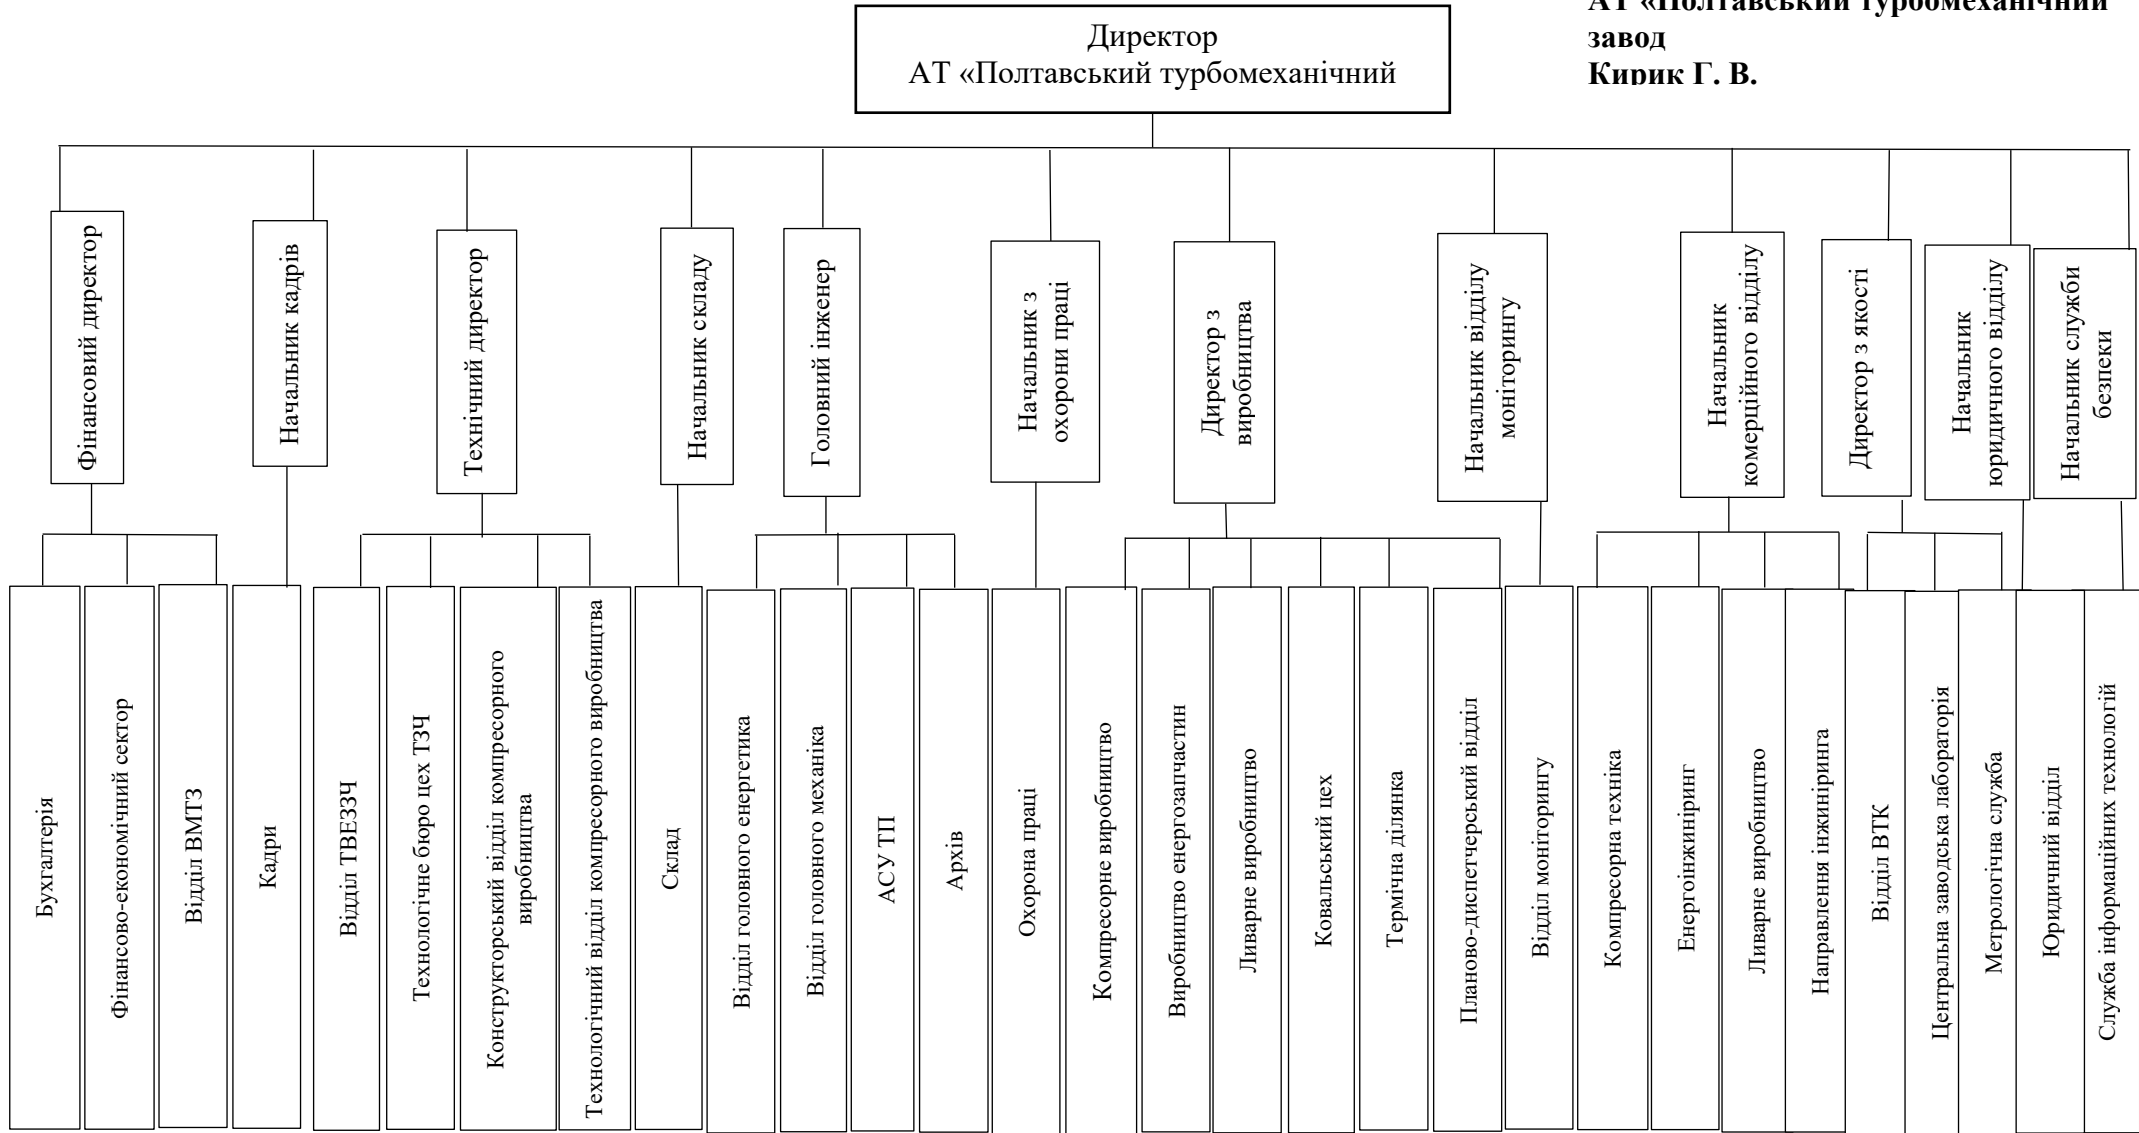 АТ «Полтавський турбомеханічний
завод
Кирик Г. В.
Директор
АТ «Полтавський турбомеханічний
Фінансовий директор
Начальник кадрів
Технічний директор
Начальник складу
Головний інженер
Начальник з
охорони праці
Директор з
виробництва
Начальник відділу
моніторингу
Начальник
комерційного відділу
Директор з якості
Начальник
юридичного відділу
Начальник служби
безпеки
Бухгалтерія
Фінансово-економічний сектор
Відділ ВМТЗ
Кадри
Відділ ТВЕЗЗЧ
Технологічне бюро цех ТЗЧ
Конструкторський відділ компресорного
виробництва
Технологічний відділ компресорного виробництва
Склад
Відділ головного енергетика
Відділ головного механіка
АСУ ТП
Архів
Охорона праці
Компресорне виробництво
Виробництво енергозапчастин
Ливарне виробництво
Ковальський цех
Термічна ділянка
Планово-диспетчерський відділ
Відділ моніторингу
Компресорна техніка
Енергоінжиніринг
Ливарне виробництво
Направлення інжиніринга
Відділ ВТК
Центральна заводська лабораторія
Метрологічна служба
Юридичний відділ
Служба інформаційних технологій